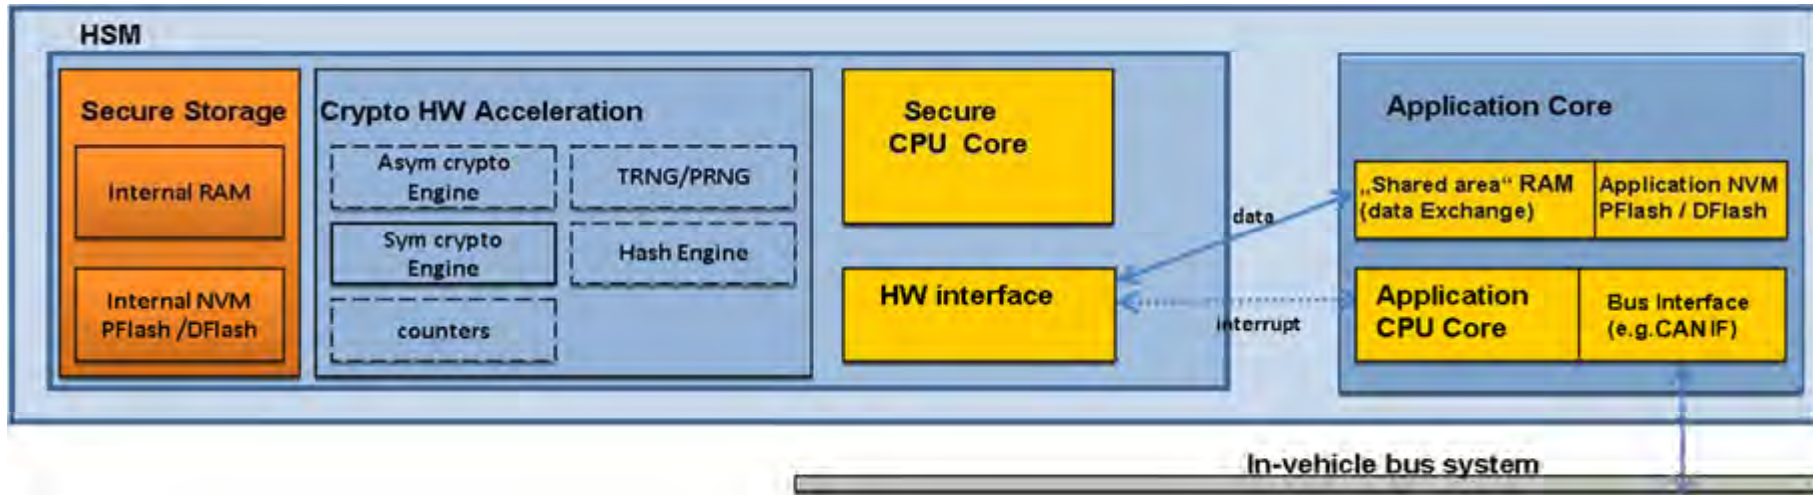 HSM
Secure Storage
Internal RAM
Internal NVM
PFlash /DFlash
Crypto HW Acceleration
Asym crypto
Engine
TRNG/PRNG
Sym crypto
Engine
Hash Engine
counters
Secure
CPU Core
HW interface
data
interrupt
Application Core
„Shared area“ RAM
(data Exchange)
Application NVM
PFlash / DFlash
Application
CPU Core
Bus Interface
(e.g.CAN IF)
In-vehicle bus system